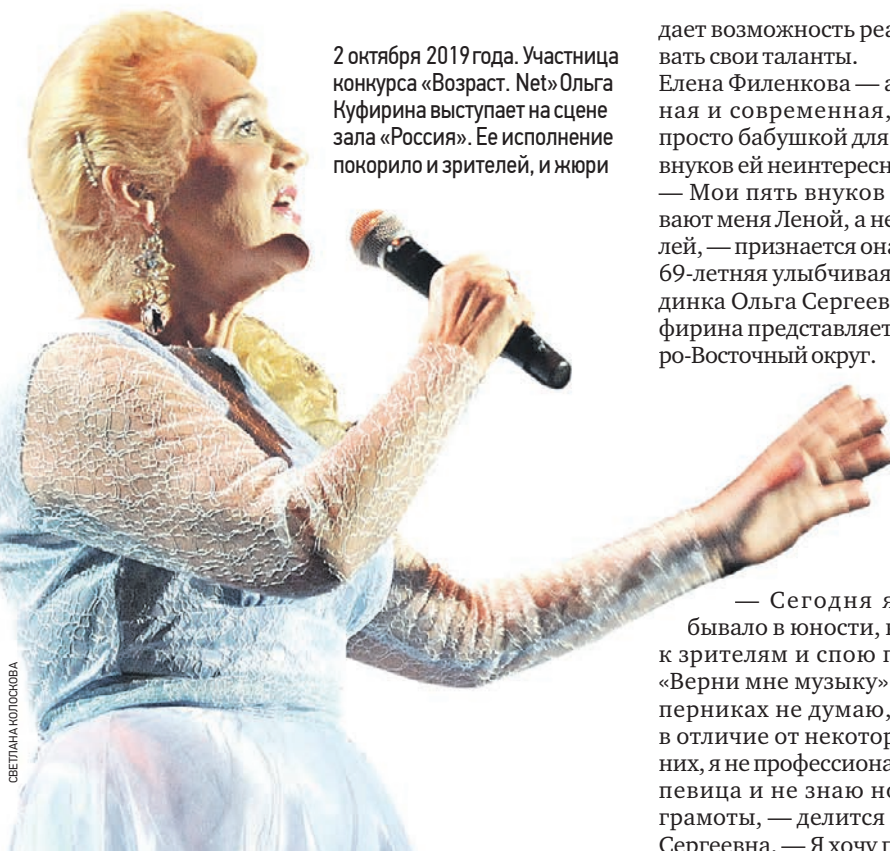 2 октября 2019 года. Участница
конкурса «Возраст. Net» Ольга
Куфирина выступает на сцене
зала «Россия». Ее исполнение
покорило и зрителей, и жюри
СВЕТЛАНА КОЛОСКОВА
дает возможность реа
вать свои таланты.
Елена Филенкова — а
ная и современная,
просто бабушкой для
внуков ей неинтересн
— Мои пять внуков
вают меня Леной, а не
лей, — признается она
69-летняя улыбчивая
динка Ольга Сергеев
фирина представляет
ро-Восточный округ.
— Сегодня я
бывало в юности, в
к зрителям и спою п
«Верни мне музыку»
перниках не думаю,
в отличие от некотор
них, я не профессиона
певица и не знаю но
грамоты, — делится
Сергеевна. — Я хочу п